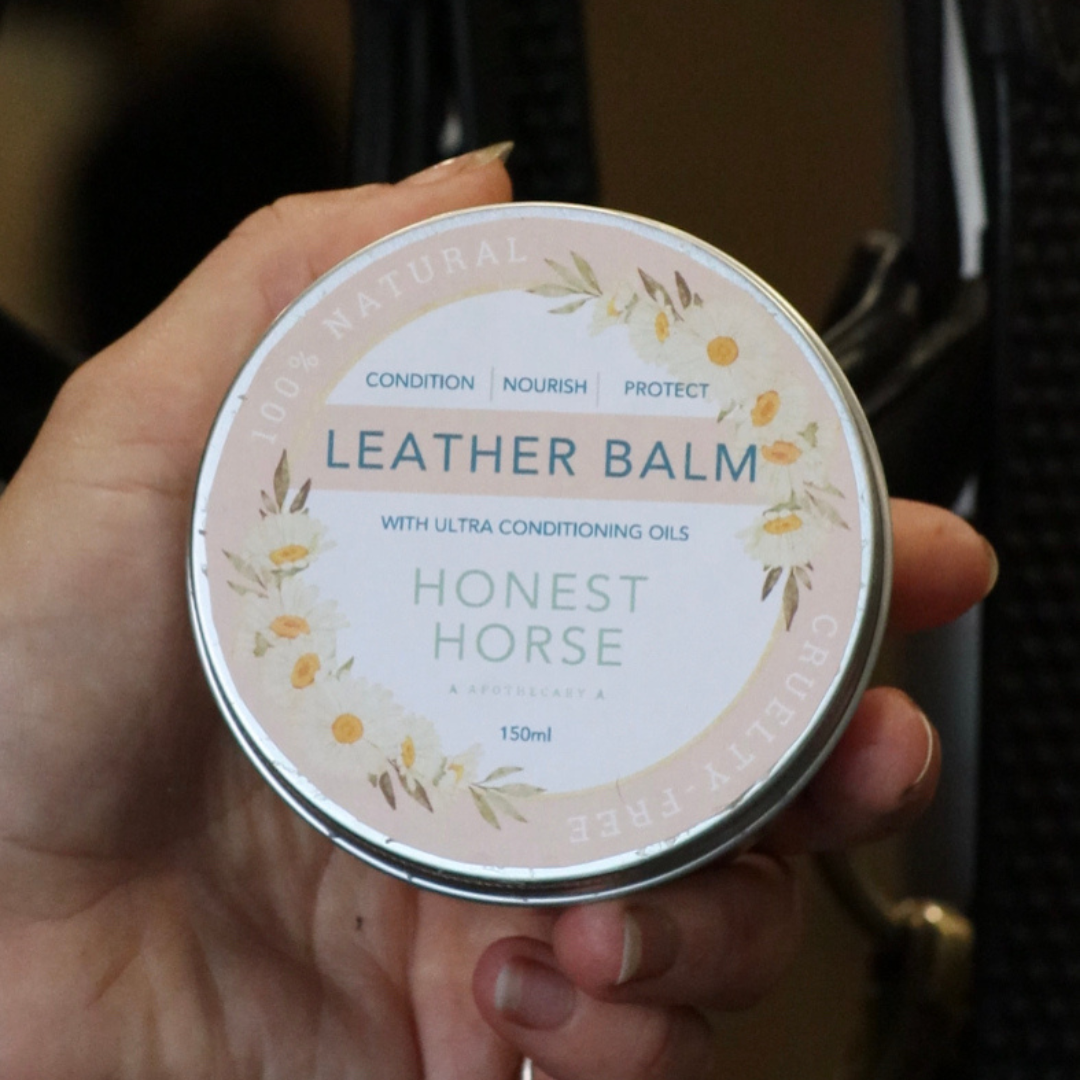 100% NATURAL
CONDITION NOURISH PROTECT
LEATHER BALM
WITH ULTRA CONDITIONING OILS
HONEST
HORSE
APOTHECARY
150ml
CRUELTY-FREE